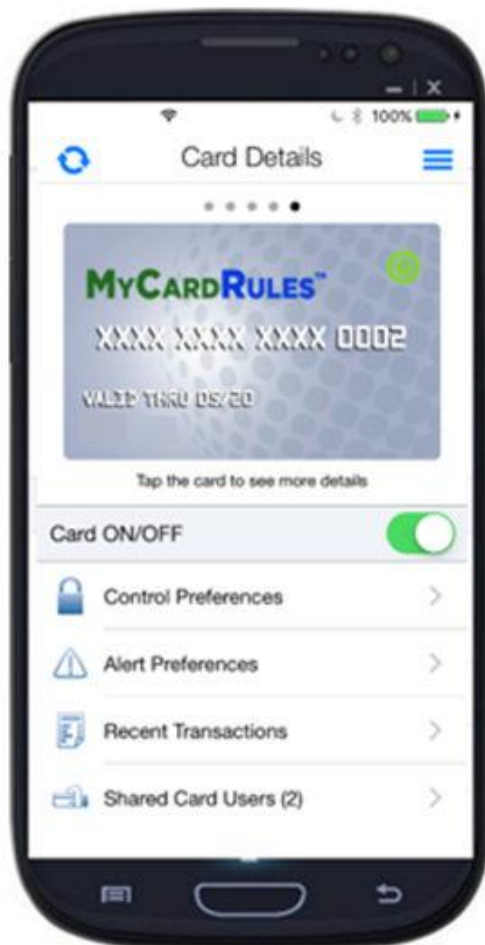 100%
Card Details
MYCARDRULES™
XXXX XXXX XXXX 0002
VALID THRU 05/20
Tap the card to see more details
Card ON/OFF
Control Preferences
Alert Preferences
Recent Transactions
Shared Card Users (2)